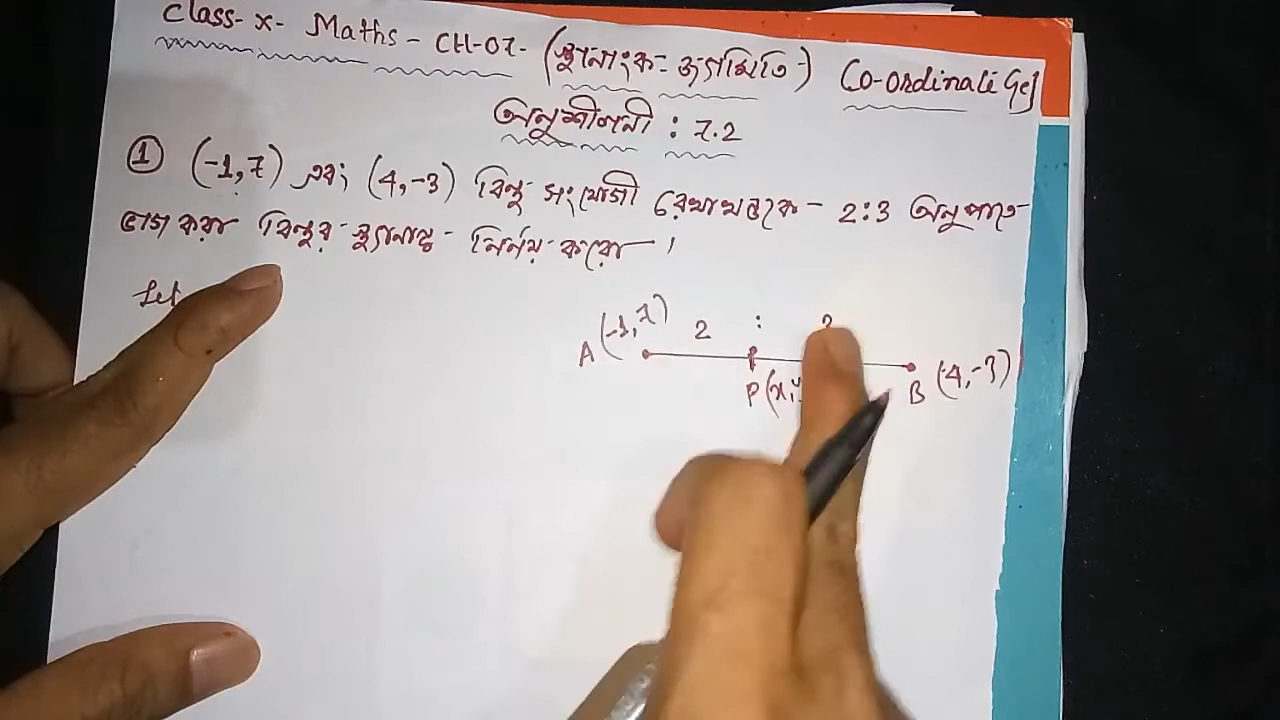 Class-X- Maths - CH-07- (স্থানাংক- জ্যামিতি-) Co-ordinate Geo
অনুশীলনী : 7.2
① (-1,7) এবং (4,-3) বিন্দু সংযোগী রেখাখণ্ডকে - 2:3 অনুপাতে
ভাগ করা বিন্দুর স্থানাঙ্ক নির্ণয় করো ।
Let
A (-1,7) 2 :
P(x, B (4,-3)